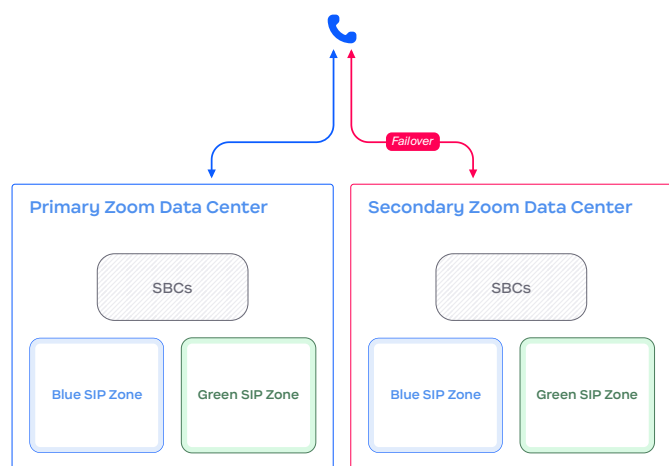 Failover
Primary Zoom Data Center
Secondary Zoom Data Center
SBCs
SBCs
Blue SIP Zone
Green SIP Zone
Blue SIP Zone
Green SIP Zone